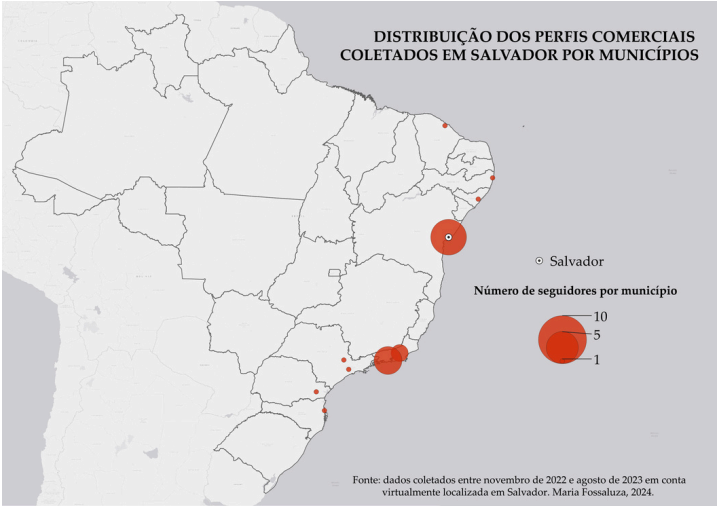 DISTRIBUIÇÃO DOS PERFIS COMERCIAIS
COLETADOS EM SALVADOR POR MUNICÍPIOS
Salvador
Número de seguidores por município
10
5
1
Fonte: dados coletados entre novembro de 2022 e agosto de 2023 em conta
virtualmente localizada em Salvador. Maria Fossaluza, 2024.